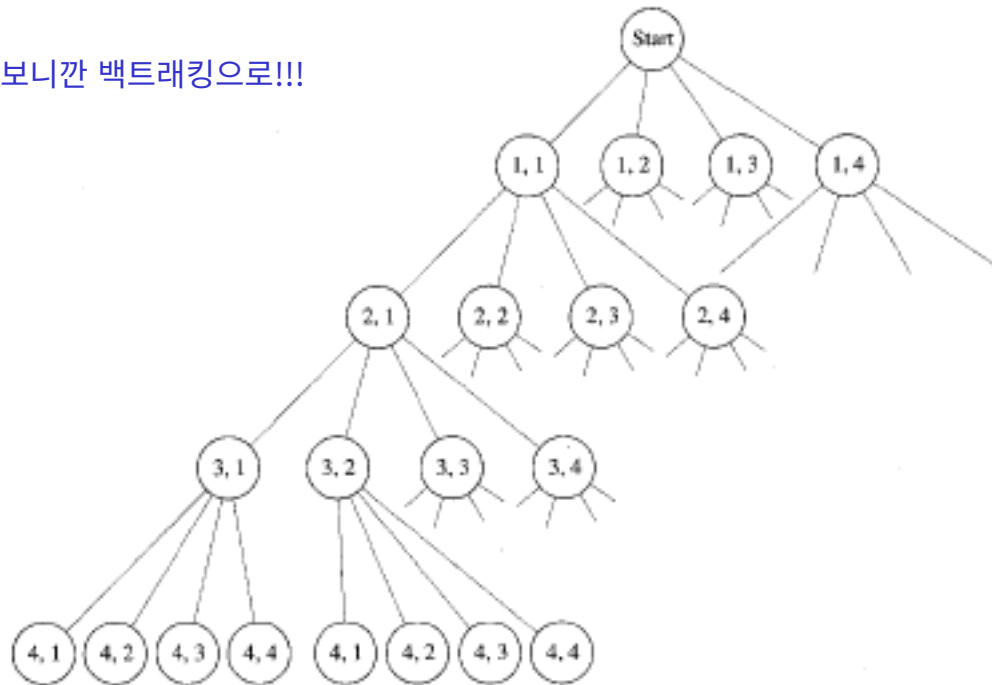 Start
보니깐 백트래킹으로!!!
1, 1 1, 2 1, 3 1, 4
2, 1 2, 2 2, 3 2, 4
3, 1 3, 2 3, 3 3, 4
4, 1 4, 2 4, 3 4, 4 4, 1 4, 2 4, 3 4, 4